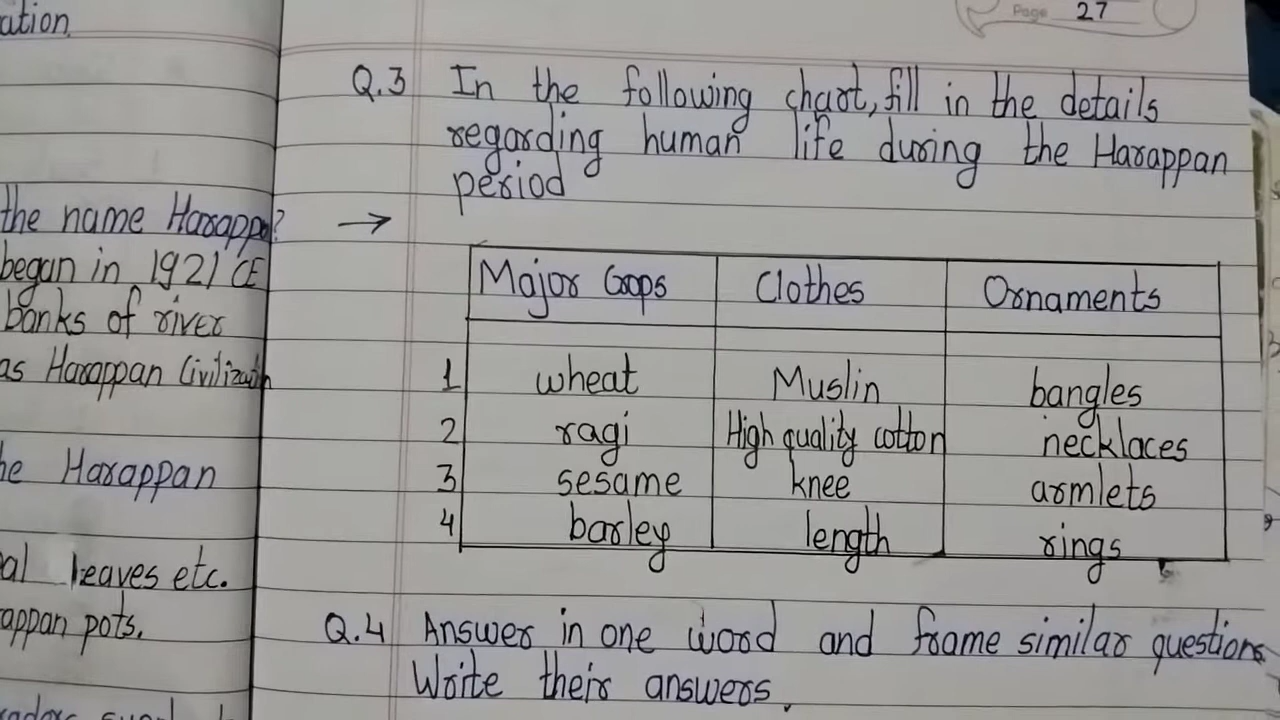 ation.
the name Harappa?
began in 1921 CE
banks of river
as Harappan Civilization
he Harappan
al leaves etc.
appan pots.
Page 27
Q.3 In the following chart, fill in the details
regarding human life during the Harappan
period
→
Major Crops Clothes Ornaments
1 wheat Muslin bangles
2 ragi High quality cotton necklaces
3 sesame knee armlets
4 barley length rings
Q.4 Answer in one word and frame similar questions
Write their answers.